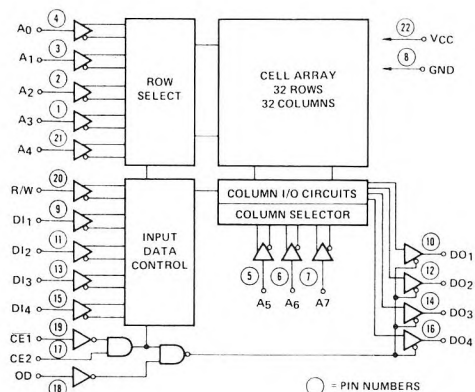 A0 4
A1 3
A2 2
A3 1
A4 21
ROW
SELECT
CELL ARRAY
32 ROWS
32 COLUMNS
22 VCC
8 GND
R/W 20
DI1 9
DI2 11
DI3 13
DI4 15
CE1 19
CE2 17
OD 18
INPUT
DATA
CONTROL
COLUMN I/O CIRCUITS
COLUMN SELECTOR
5 6 7
A5 A6 A7
10 DO1
12 DO2
14 DO3
16 DO4
= PIN NUMBERS